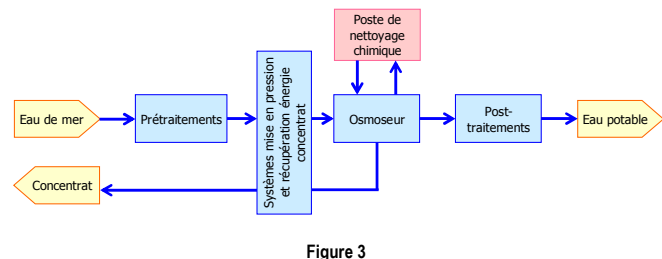 Poste de
nettoyage
chimique
Eau de mer
Prétraitements
Systèmes mise en pression
et récupération énergie
concentrat
Osmoseur
Post-
traitements
Eau potable
Concentrat
Figure 3